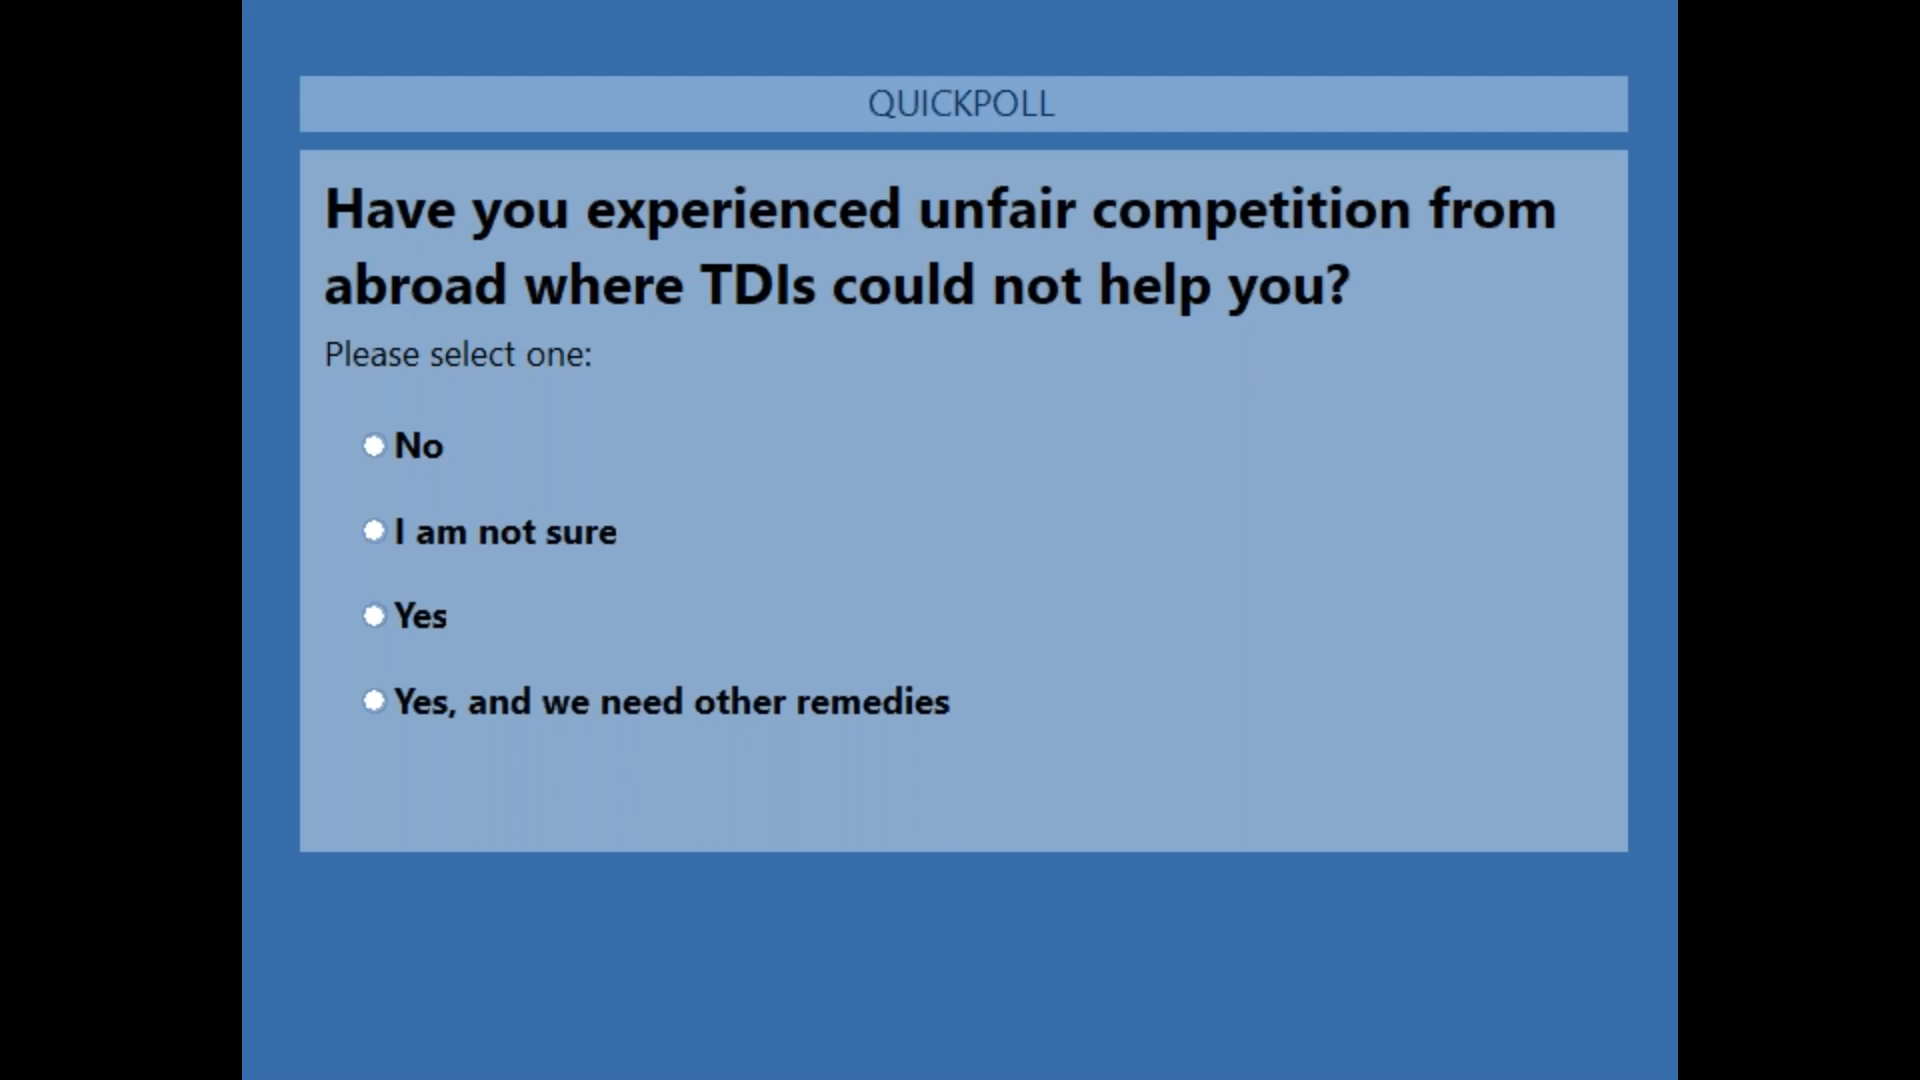 QUICKPOLL
Have you experienced unfair competition from
abroad where TDIs could not help you?
Please select one:
No
I am not sure
Yes
Yes, and we need other remedies